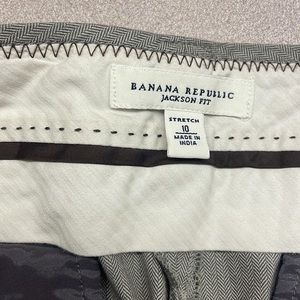 BANANA REPUBLIC
JACKSON FIT
STRETCH
10
MADE IN
INDIA